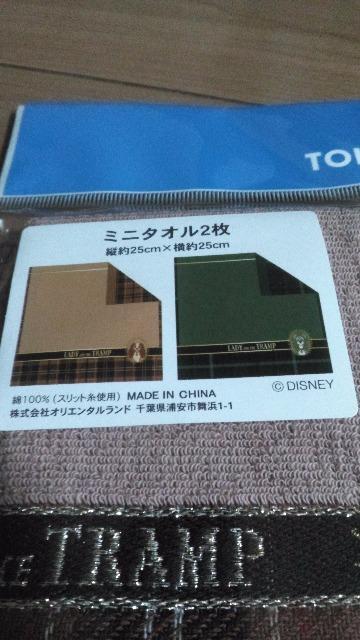 TO
ミニタオル2枚
縦約25cm×横約25cm
LADY AND THE TRAMP
LADY AND THE TRAMP
©DISNEY
綿100%(スリット糸使用) MADE IN CHINA
株式会社オリエンタルランド 千葉県浦安市舞浜1-1
THE TRAMP